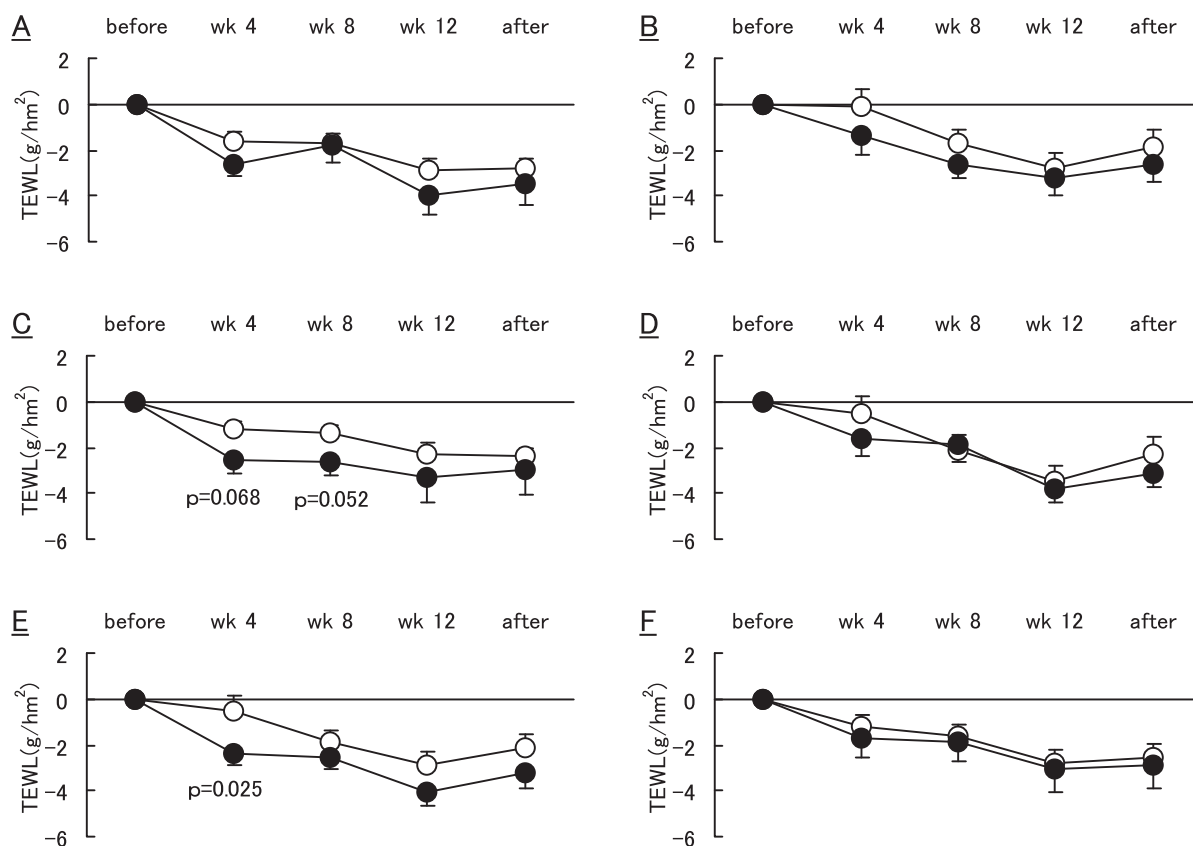 A before wk 4 wk 8 wk 12 after
2
0
−2
−4
−6
TEWL(g/hm²)
B before wk 4 wk 8 wk 12 after
2
0
−2
−4
−6
TEWL(g/hm²)
C before wk 4 wk 8 wk 12 after
2
0
−2
−4
−6
TEWL(g/hm²)
p=0.068 p=0.052
D before wk 4 wk 8 wk 12 after
2
0
−2
−4
−6
TEWL(g/hm²)
E before wk 4 wk 8 wk 12 after
2
0
−2
−4
−6
TEWL(g/hm²)
p=0.025
F before wk 4 wk 8 wk 12 after
2
0
−2
−4
−6
TEWL(g/hm²)